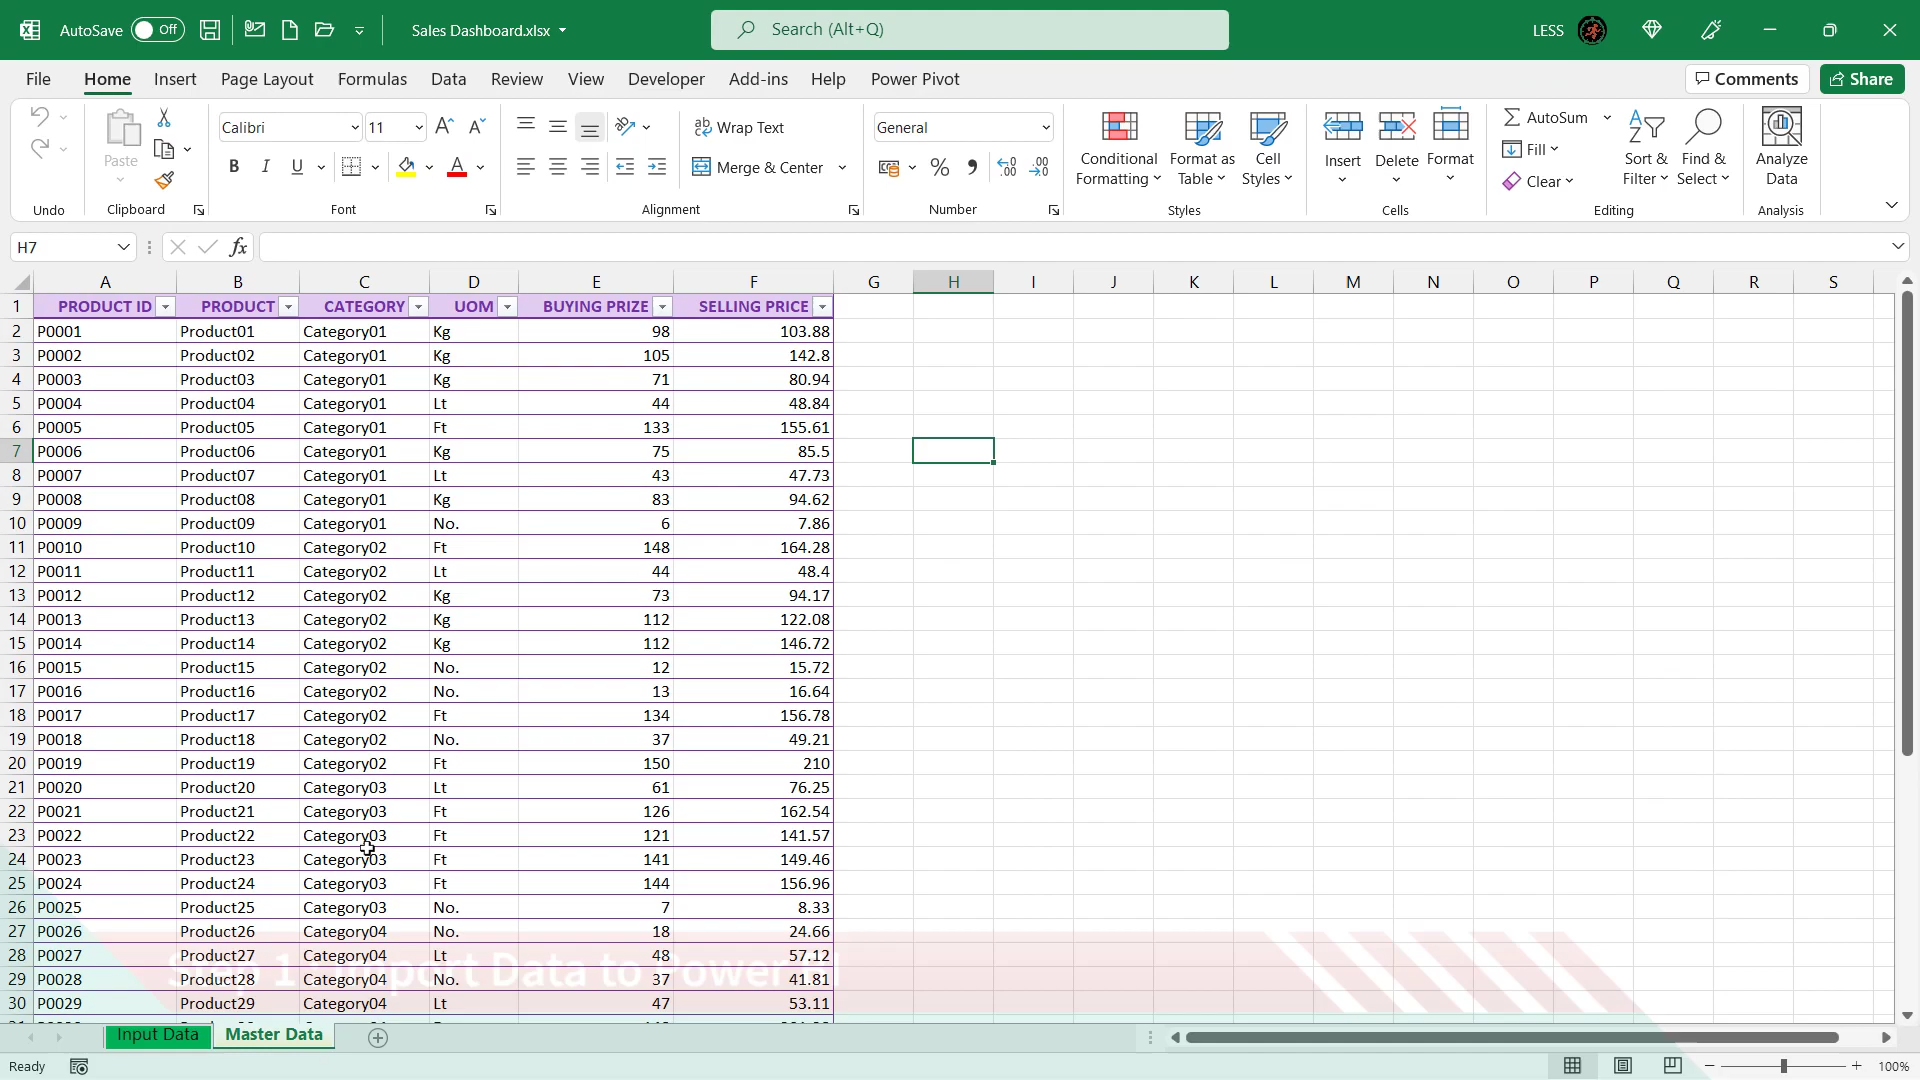 AutoSave Off Sales Dashboard.xlsx Search (Alt+Q) LESS
File Home Insert Page Layout Formulas Data Review View Developer Add-ins Help Power Pivot Comments Share
Calibri 11 Wrap Text General AutoSum
Paste Conditional Formatting Format as Table Cell Styles Insert Delete Format Fill Sort & Filter Find & Select Analyze Data
B I U Merge & Center % Clear
Undo Clipboard Font Alignment Number Styles Cells Editing Analysis
H7 fx
A B C D E F G H I J K L M N O P Q R S
1 PRODUCT ID PRODUCT CATEGORY UOM BUYING PRIZE SELLING PRICE
2 P0001 Product01 Category01 Kg 98 103.88
3 P0002 Product02 Category01 Kg 105 142.8
4 P0003 Product03 Category01 Kg 71 80.94
5 P0004 Product04 Category01 Lt 44 48.84
6 P0005 Product05 Category01 Ft 133 155.61
7 P0006 Product06 Category01 Kg 75 85.5
8 P0007 Product07 Category01 Lt 43 47.73
9 P0008 Product08 Category01 Kg 83 94.62
10 P0009 Product09 Category01 No. 6 7.86
11 P0010 Product10 Category02 Ft 148 164.28
12 P0011 Product11 Category02 Lt 44 48.4
13 P0012 Product12 Category02 Kg 73 94.17
14 P0013 Product13 Category02 Kg 112 122.08
15 P0014 Product14 Category02 Kg 112 146.72
16 P0015 Product15 Category02 No. 12 15.72
17 P0016 Product16 Category02 No. 13 16.64
18 P0017 Product17 Category02 Ft 134 156.78
19 P0018 Product18 Category02 No. 37 49.21
20 P0019 Product19 Category02 Ft 150 210
21 P0020 Product20 Category03 Lt 61 76.25
22 P0021 Product21 Category03 Ft 126 162.54
23 P0022 Product22 Category03 Ft 121 141.57
24 P0023 Product23 Category03 Ft 141 149.46
25 P0024 Product24 Category03 Ft 144 156.96
26 P0025 Product25 Category03 No. 7 8.33
27 P0026 Product26 Category04 No. 18 24.66
28 P0027 Product27 Category04 Lt 48 57.12
29 P0028 Product28 Category04 No. 37 41.81
30 P0029 Product29 Category04 Lt 47 53.11
Step 1 Data to
Input Data Master Data
Ready 100%